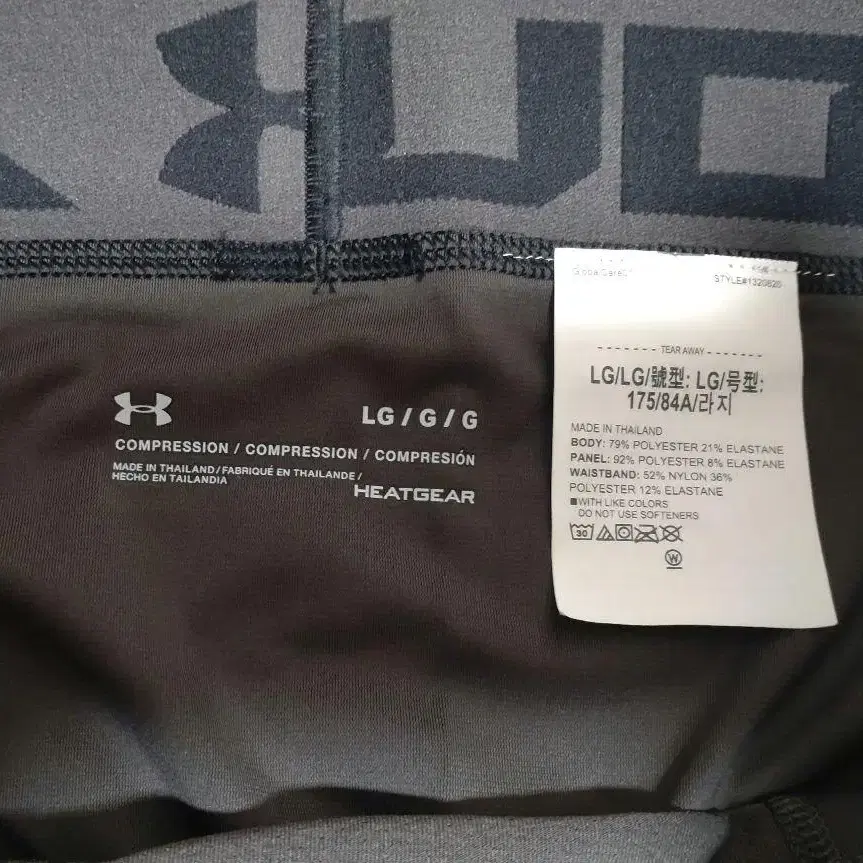 STYLE#1320820
- - - - - - - TEAR AWAY - - - - - - -
LG/LG/號型: LG/号型:
175/84A/라지
MADE IN THAILAND
BODY: 79% POLYESTER 21% ELASTANE
PANEL: 92% POLYESTER 8% ELASTANE
WAISTBAND: 52% NYLON 36%
POLYESTER 12% ELASTANE
■WITH LIKE COLORS
DO NOT USE SOFTENERS
30
W
LG / G / G
COMPRESSION / COMPRESSION / COMPRESIÓN
MADE IN THAILAND / FABRIQUÉ EN THAILANDE /
HECHO EN TAILANDIA
HEATGEAR